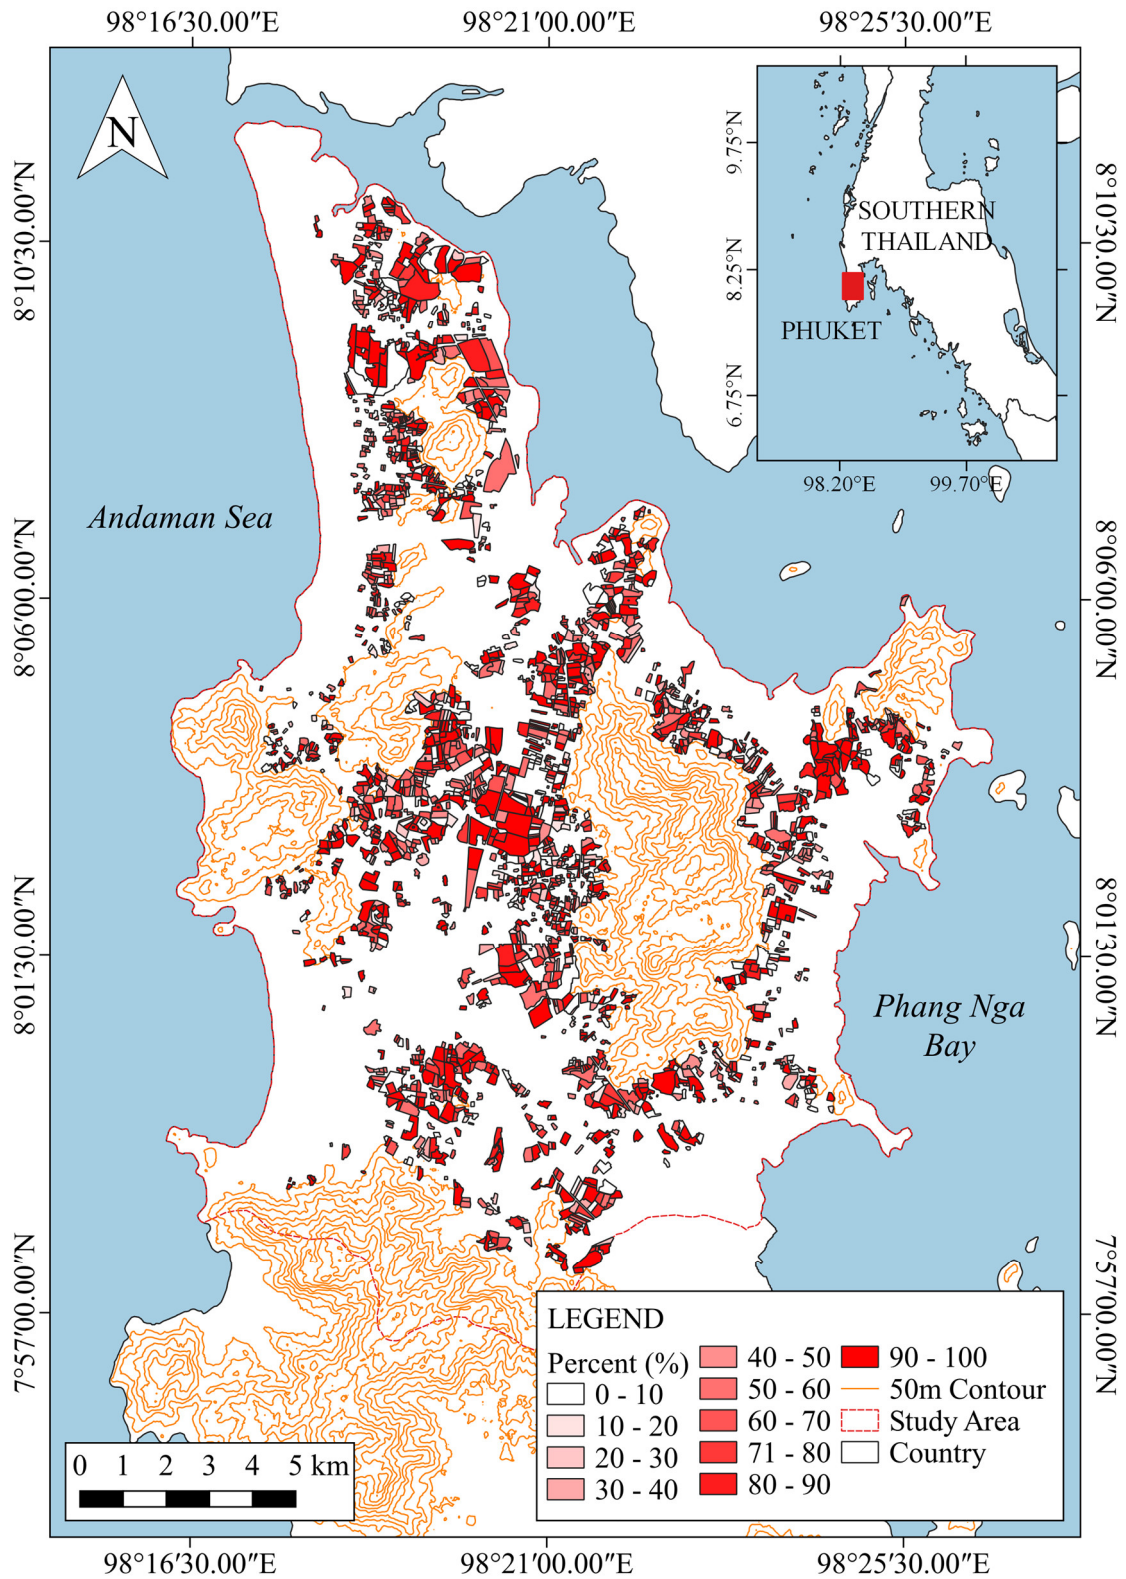 98°16′30.00″E
98°21′00.00″E
98°25′30.00″E
N
8°10′30.00″N
8°06′00.00″N
8°01′30.00″N
7°57′00.00″N
8°10′30.00″N
8°06′00.00″N
8°01′30.00″N
7°57′00.00″N
9.75°N
8.25°N
6.75°N
SOUTHERN
THAILAND
PHUKET
98.20°E
99.70°E
Andaman Sea
Phang Nga
Bay
LEGEND
Percent (%)
0 - 10
10 - 20
20 - 30
30 - 40
40 - 50
50 - 60
60 - 70
71 - 80
80 - 90
90 - 100
50m Contour
Study Area
Country
0 1 2 3 4 5 km
98°16′30.00″E
98°21′00.00″E
98°25′30.00″E